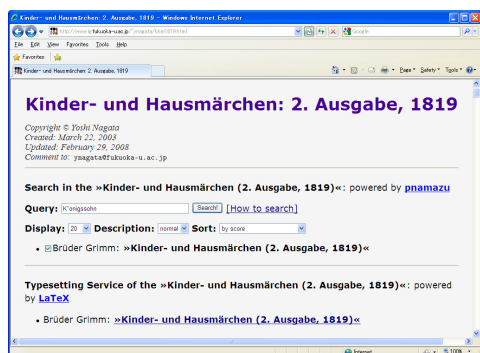 Kinder- und Hausmärchen: 2. Ausgabe, 1819 - Windows Internet Explorer
Google
File Edit View Favorites Tools Help
Favorites
Kinder- und Hausmärchen: 2. Ausgabe, 1819
Page Safety Tools
Kinder- und Hausmärchen: 2. Ausgabe, 1819
Copyright © Yoshi Nagata
Created: March 22, 2003
Updated: February 29, 2008
Comment to: ynagata@fukuoka-u.ac.jp
Search in the »Kinder- und Hausmärchen (2. Ausgabe, 1819)«: powered by pnamazu
Query: K"onigssohn Search! [How to search]
Display: 20 Description: normal Sort: by score
• Brüder Grimm: »Kinder- und Hausmärchen (2. Ausgabe, 1819)«
Typesetting Service of the »Kinder- und Hausmärchen (2. Ausgabe, 1819)«: powered
by LaTeX
• Brüder Grimm: »Kinder- und Hausmärchen (2. Ausgabe, 1819)«
Internet 100%